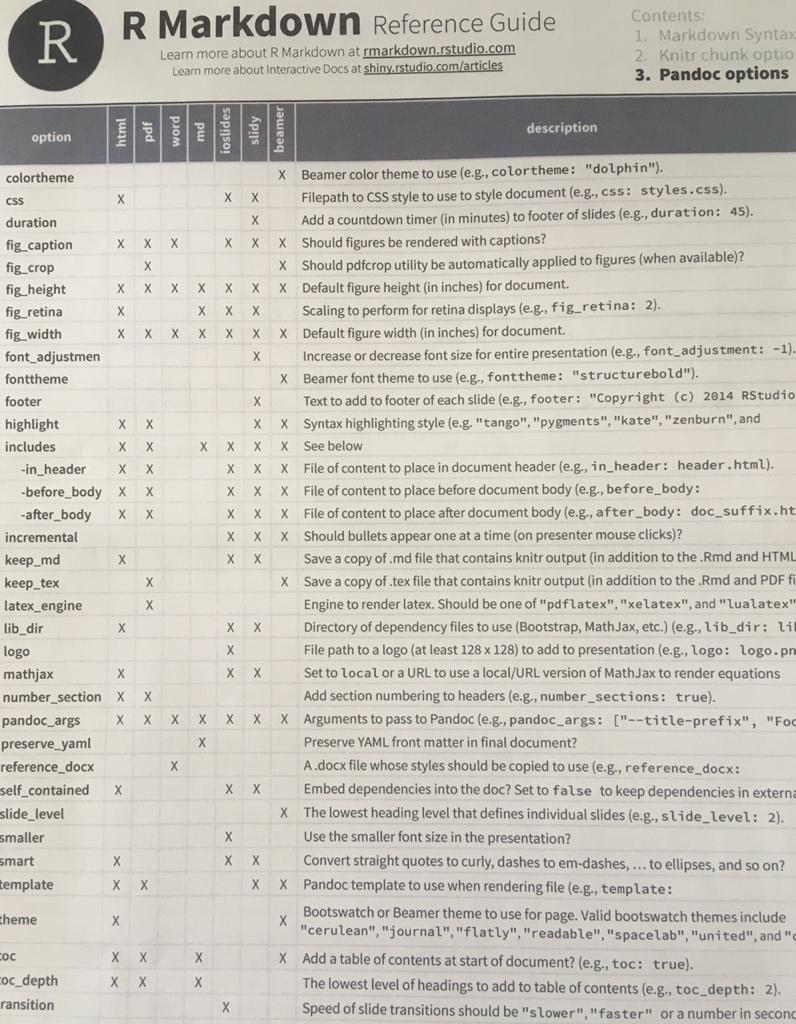 R
R Markdown Reference Guide
Learn more about R Markdown at rmarkdown.rstudio.com
Learn more about Interactive Docs at shiny.rstudio.com/articles
Contents:
1. Markdown Syntax
2. Knitr chunk optio
3. Pandoc options
option html pdf word md ioslides slidy beamer description
colortheme X Beamer color theme to use (e.g., colortheme: "dolphin").
css X X X Filepath to CSS style to use to style document (e.g., css: styles.css).
duration X Add a countdown timer (in minutes) to footer of slides (e.g., duration: 45).
fig_caption X X X X X X Should figures be rendered with captions?
fig_crop X X Should pdfcrop utility be automatically applied to figures (when available)?
fig_height X X X X X X X Default figure height (in inches) for document.
fig_retina X X X X Scaling to perform for retina displays (e.g., fig_retina: 2).
fig_width X X X X X X X Default figure width (in inches) for document.
font_adjustmen X Increase or decrease font size for entire presentation (e.g., font_adjustment: -1).
fonttheme X Beamer font theme to use (e.g., fonttheme: "structurebold").
footer X Text to add to footer of each slide (e.g., footer: "Copyright (c) 2014 RStudio
highlight X X X X Syntax highlighting style (e.g. "tango", "pygments", "kate", "zenburn", and
includes X X X X X X See below
-in_header X X X X X File of content to place in document header (e.g., in_header: header.html).
-before_body X X X X X File of content to place before document body (e.g., before_body:
-after_body X X X X X File of content to place after document body (e.g., after_body: doc_suffix.ht
incremental X X X Should bullets appear one at a time (on presenter mouse clicks)?
keep_md X X X Save a copy of .md file that contains knitr output (in addition to the .Rmd and HTML
keep_tex X X Save a copy of .tex file that contains knitr output (in addition to the .Rmd and PDF fi
latex_engine X Engine to render latex. Should be one of "pdflatex", "xelatex", and "lualatex"
lib_dir X X X Directory of dependency files to use (Bootstrap, MathJax, etc.) (e.g., lib_dir: lib
logo X File path to a logo (at least 128 x 128) to add to presentation (e.g., logo: logo.pn
mathjax X X X Set to local or a URL to use a local/URL version of MathJax to render equations
number_section X X Add section numbering to headers (e.g., number_sections: true).
pandoc_args X X X X X X X Arguments to pass to Pandoc (e.g., pandoc_args: ["--title-prefix", "Foo
preserve_yaml X Preserve YAML front matter in final document?
reference_docx X A .docx file whose styles should be copied to use (e.g., reference_docx:
self_contained X X X Embed dependencies into the doc? Set to false to keep dependencies in externa
slide_level X The lowest heading level that defines individual slides (e.g., slide_level: 2).
smaller X Use the smaller font size in the presentation?
smart X X X Convert straight quotes to curly, dashes to em-dashes, … to ellipses, and so on?
template X X X X Pandoc template to use when rendering file (e.g., template:
theme X X Bootswatch or Beamer theme to use for page. Valid bootswatch themes include
"cerulean", "journal", "flatly", "readable", "spacelab", "united", and "c
toc X X X X Add a table of contents at start of document? (e.g., toc: true).
toc_depth X X X The lowest level of headings to add to table of contents (e.g., toc_depth: 2).
ransition X Speed of slide transitions should be "slower", "faster" or a number in second